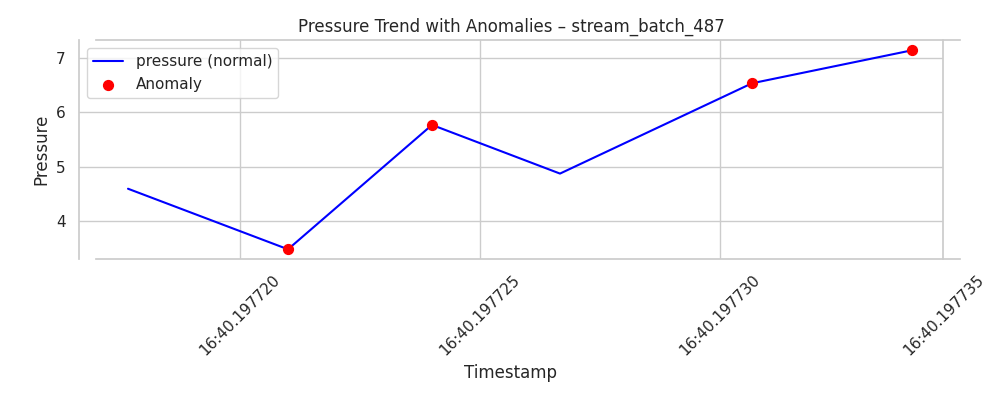 Pressure Trend with Anomalies – stream_batch_487
pressure (normal)
Anomaly
Pressure
7
6
5
4
16:40.197720
16:40.197725
16:40.197730
16:40.197735
Timestamp